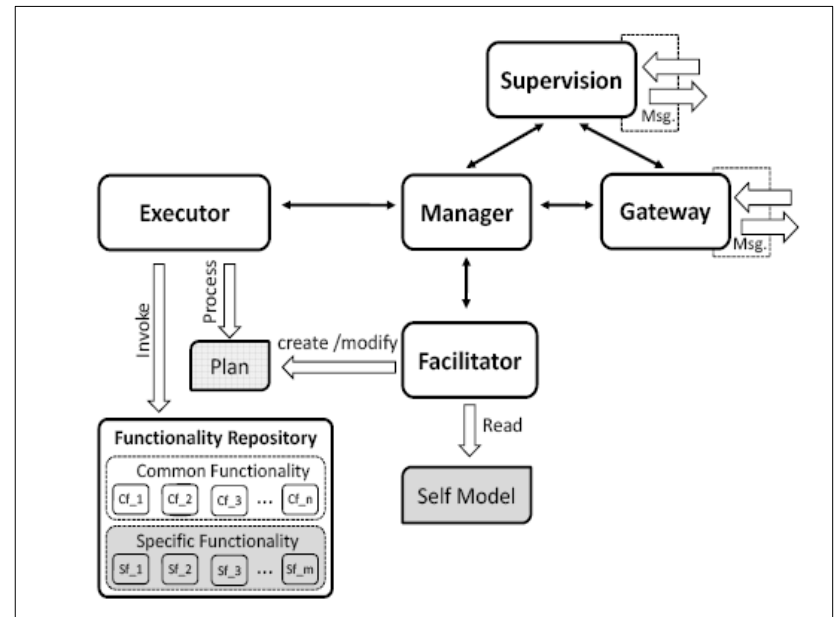 Supervision
Msg.
Executor
Manager
Gateway
Msg.
Invoke
Process
create /modify
Plan
Facilitator
Read
Functionality Repository
Common Functionality
Cf_1 Cf_2 Cf_3 ... Cf_n
Self Model
Specific Functionality
Sf_1 Sf_2 Sf_3 ... Sf_m